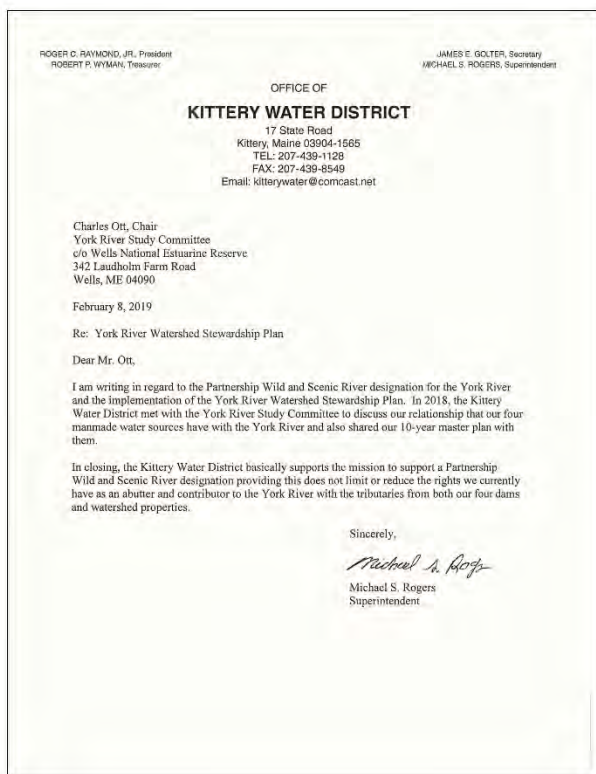 ROGER C. RAYMOND, JR., President
ROBERT P. WYMAN, Treasurer
JAMES E. GOLTER, Secretary
MICHAEL S. ROGERS, Superintendent
OFFICE OF
KITTERY WATER DISTRICT
17 State Road
Kittery, Maine 03904-1565
TEL: 207-439-1128
FAX: 207-439-8549
Email: kitterywater@comcast.net
Charles Ott, Chair
York River Study Committee
c/o Wells National Estuarine Reserve
342 Laudholm Farm Road
Wells, ME 04090
February 8, 2019
Re: York River Watershed Stewardship Plan
Dear Mr. Ott,
I am writing in regard to the Partnership Wild and Scenic River designation for the York River
and the implementation of the York River Watershed Stewardship Plan. In 2018, the Kittery
Water District met with the York River Study Committee to discuss our relationship that our four
manmade water sources have with the York River and also shared our 10-year master plan with
them.
In closing, the Kittery Water District basically supports the mission to support a Partnership
Wild and Scenic River designation providing this does not limit or reduce the rights we currently
have as an abutter and contributor to the York River with the tributaries from both our four dams
and watershed properties.
Sincerely,
Michael S. Rogers
Michael S. Rogers
Superintendent